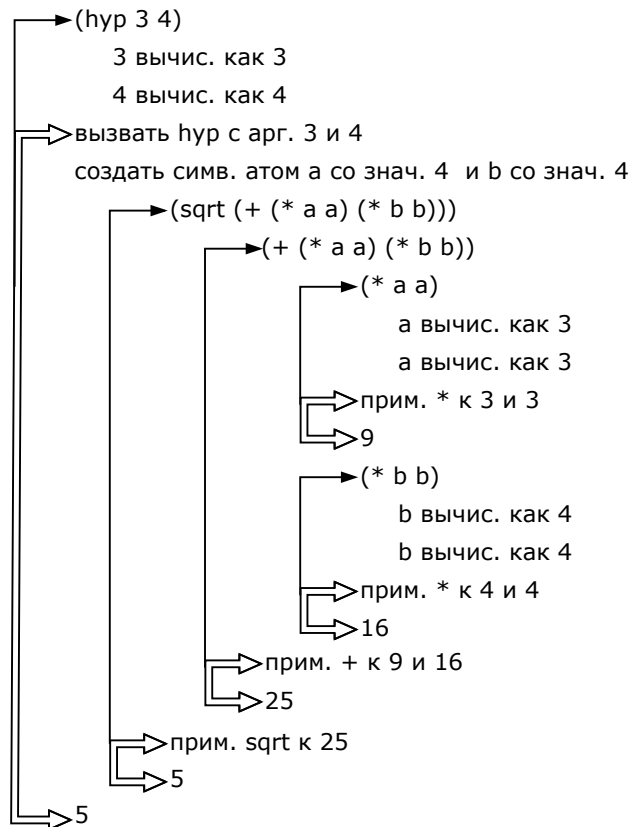 (hyp 3 4)
3 вычис. как 3
4 вычис. как 4
вызвать hyp с арг. 3 и 4
создать симв. атом a со знач. 4  и b со знач. 4
(sqrt (+ (* a a) (* b b)))
(+ (* a a) (* b b))
(* a a)
a вычис. как 3
a вычис. как 3
прим. * к 3 и 3
9
(* b b)
b вычис. как 4
b вычис. как 4
прим. * к 4 и 4
16
прим. + к 9 и 16
25
прим. sqrt к 25
5
5